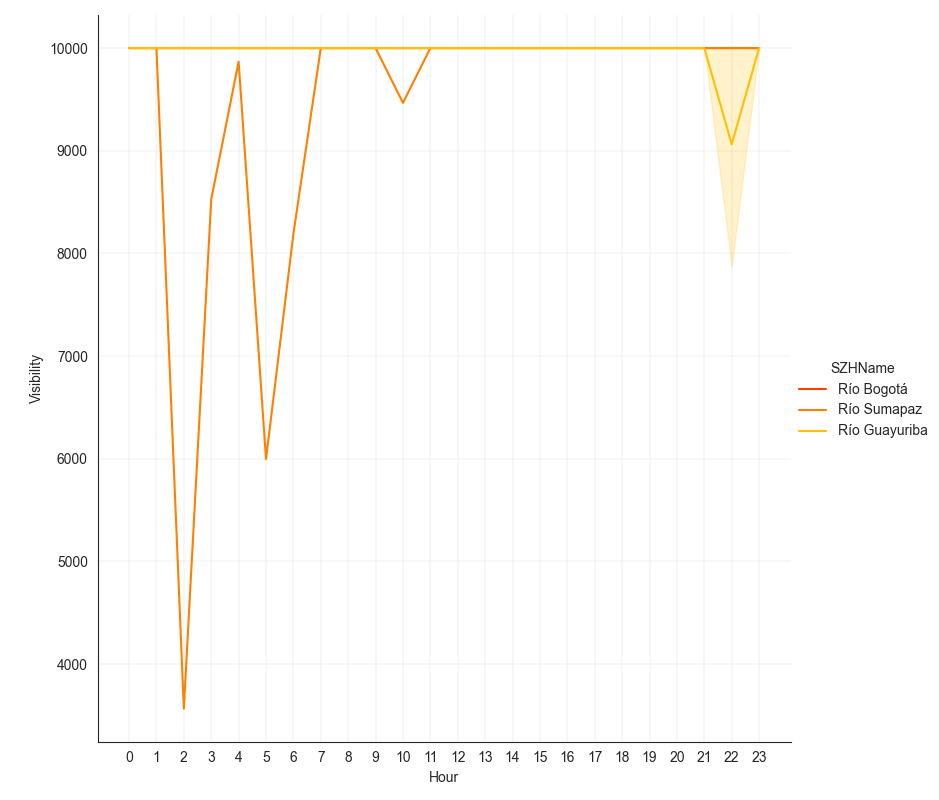 10000
9000
8000
7000
6000
5000
4000
Visibility
0 1 2 3 4 5 6 7 8 9 10 11 12 13 14 15 16 17 18 19 20 21 22 23
Hour
SZHName
Río Bogotá
Río Sumapaz
Río Guayuriba